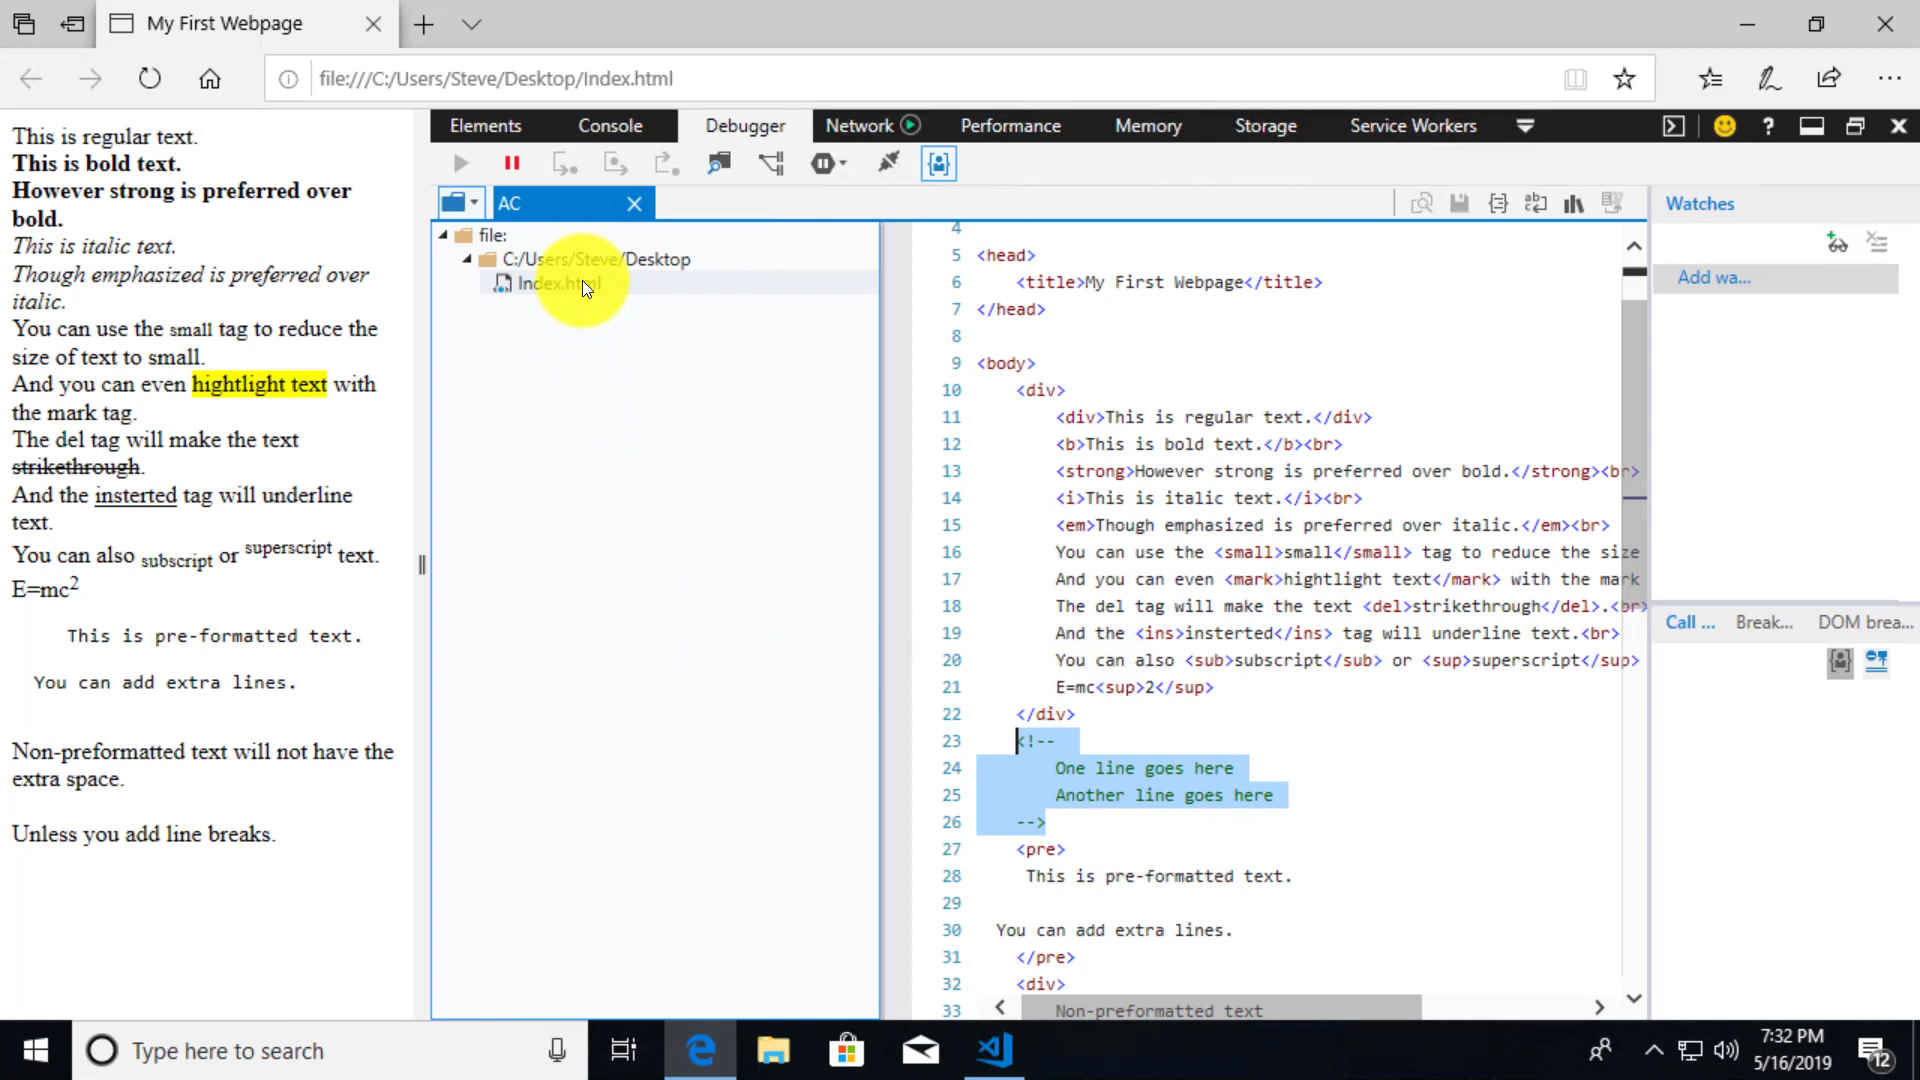 My First Webpage
file:///C:/Users/Steve/Desktop/Index.html
This is regular text.
This is bold text.
However strong is preferred over
bold.
This is italic text.
Though emphasized is preferred over
italic.
You can use the small tag to reduce the
size of text to small.
And you can even hightlight text with
the mark tag.
The del tag will make the text
strikethrough.
And the insterted tag will underline
text.
You can also subscript or superscript text.
E=mc2
This is pre-formatted text.
You can add extra lines.
Non-preformatted text will not have the
extra space.
Unless you add line breaks.
Elements Console Debugger Network Performance Memory Storage Service Workers
AC
file:
C:/Users/Steve/Desktop
Index.html
4
5 <head>
6 <title>My First Webpage</title>
7 </head>
8
9 <body>
10 <div>
11 <div>This is regular text.</div>
12 <b>This is bold text.</b><br>
13 <strong>However strong is preferred over bold.</strong><br>
14 <i>This is italic text.</i><br>
15 <em>Though emphasized is preferred over italic.</em><br>
16 You can use the <small>small</small> tag to reduce the size
17 And you can even <mark>hightlight text</mark> with the mark
18 The del tag will make the text <del>strikethrough</del>.<br>
19 And the <ins>insterted</ins> tag will underline text.<br>
20 You can also <sub>subscript</sub> or <sup>superscript</sup>
21 E=mc<sup>2</sup>
22 </div>
23 <!--
24 One line goes here
25 Another line goes here
26 -->
27 <pre>
28 This is pre-formatted text.
29
30 You can add extra lines.
31 </pre>
32 <div>
33 Non-preformatted text
Watches
Add wa...
Call ... Break... DOM brea...
Type here to search
7:32 PM
5/16/2019
12